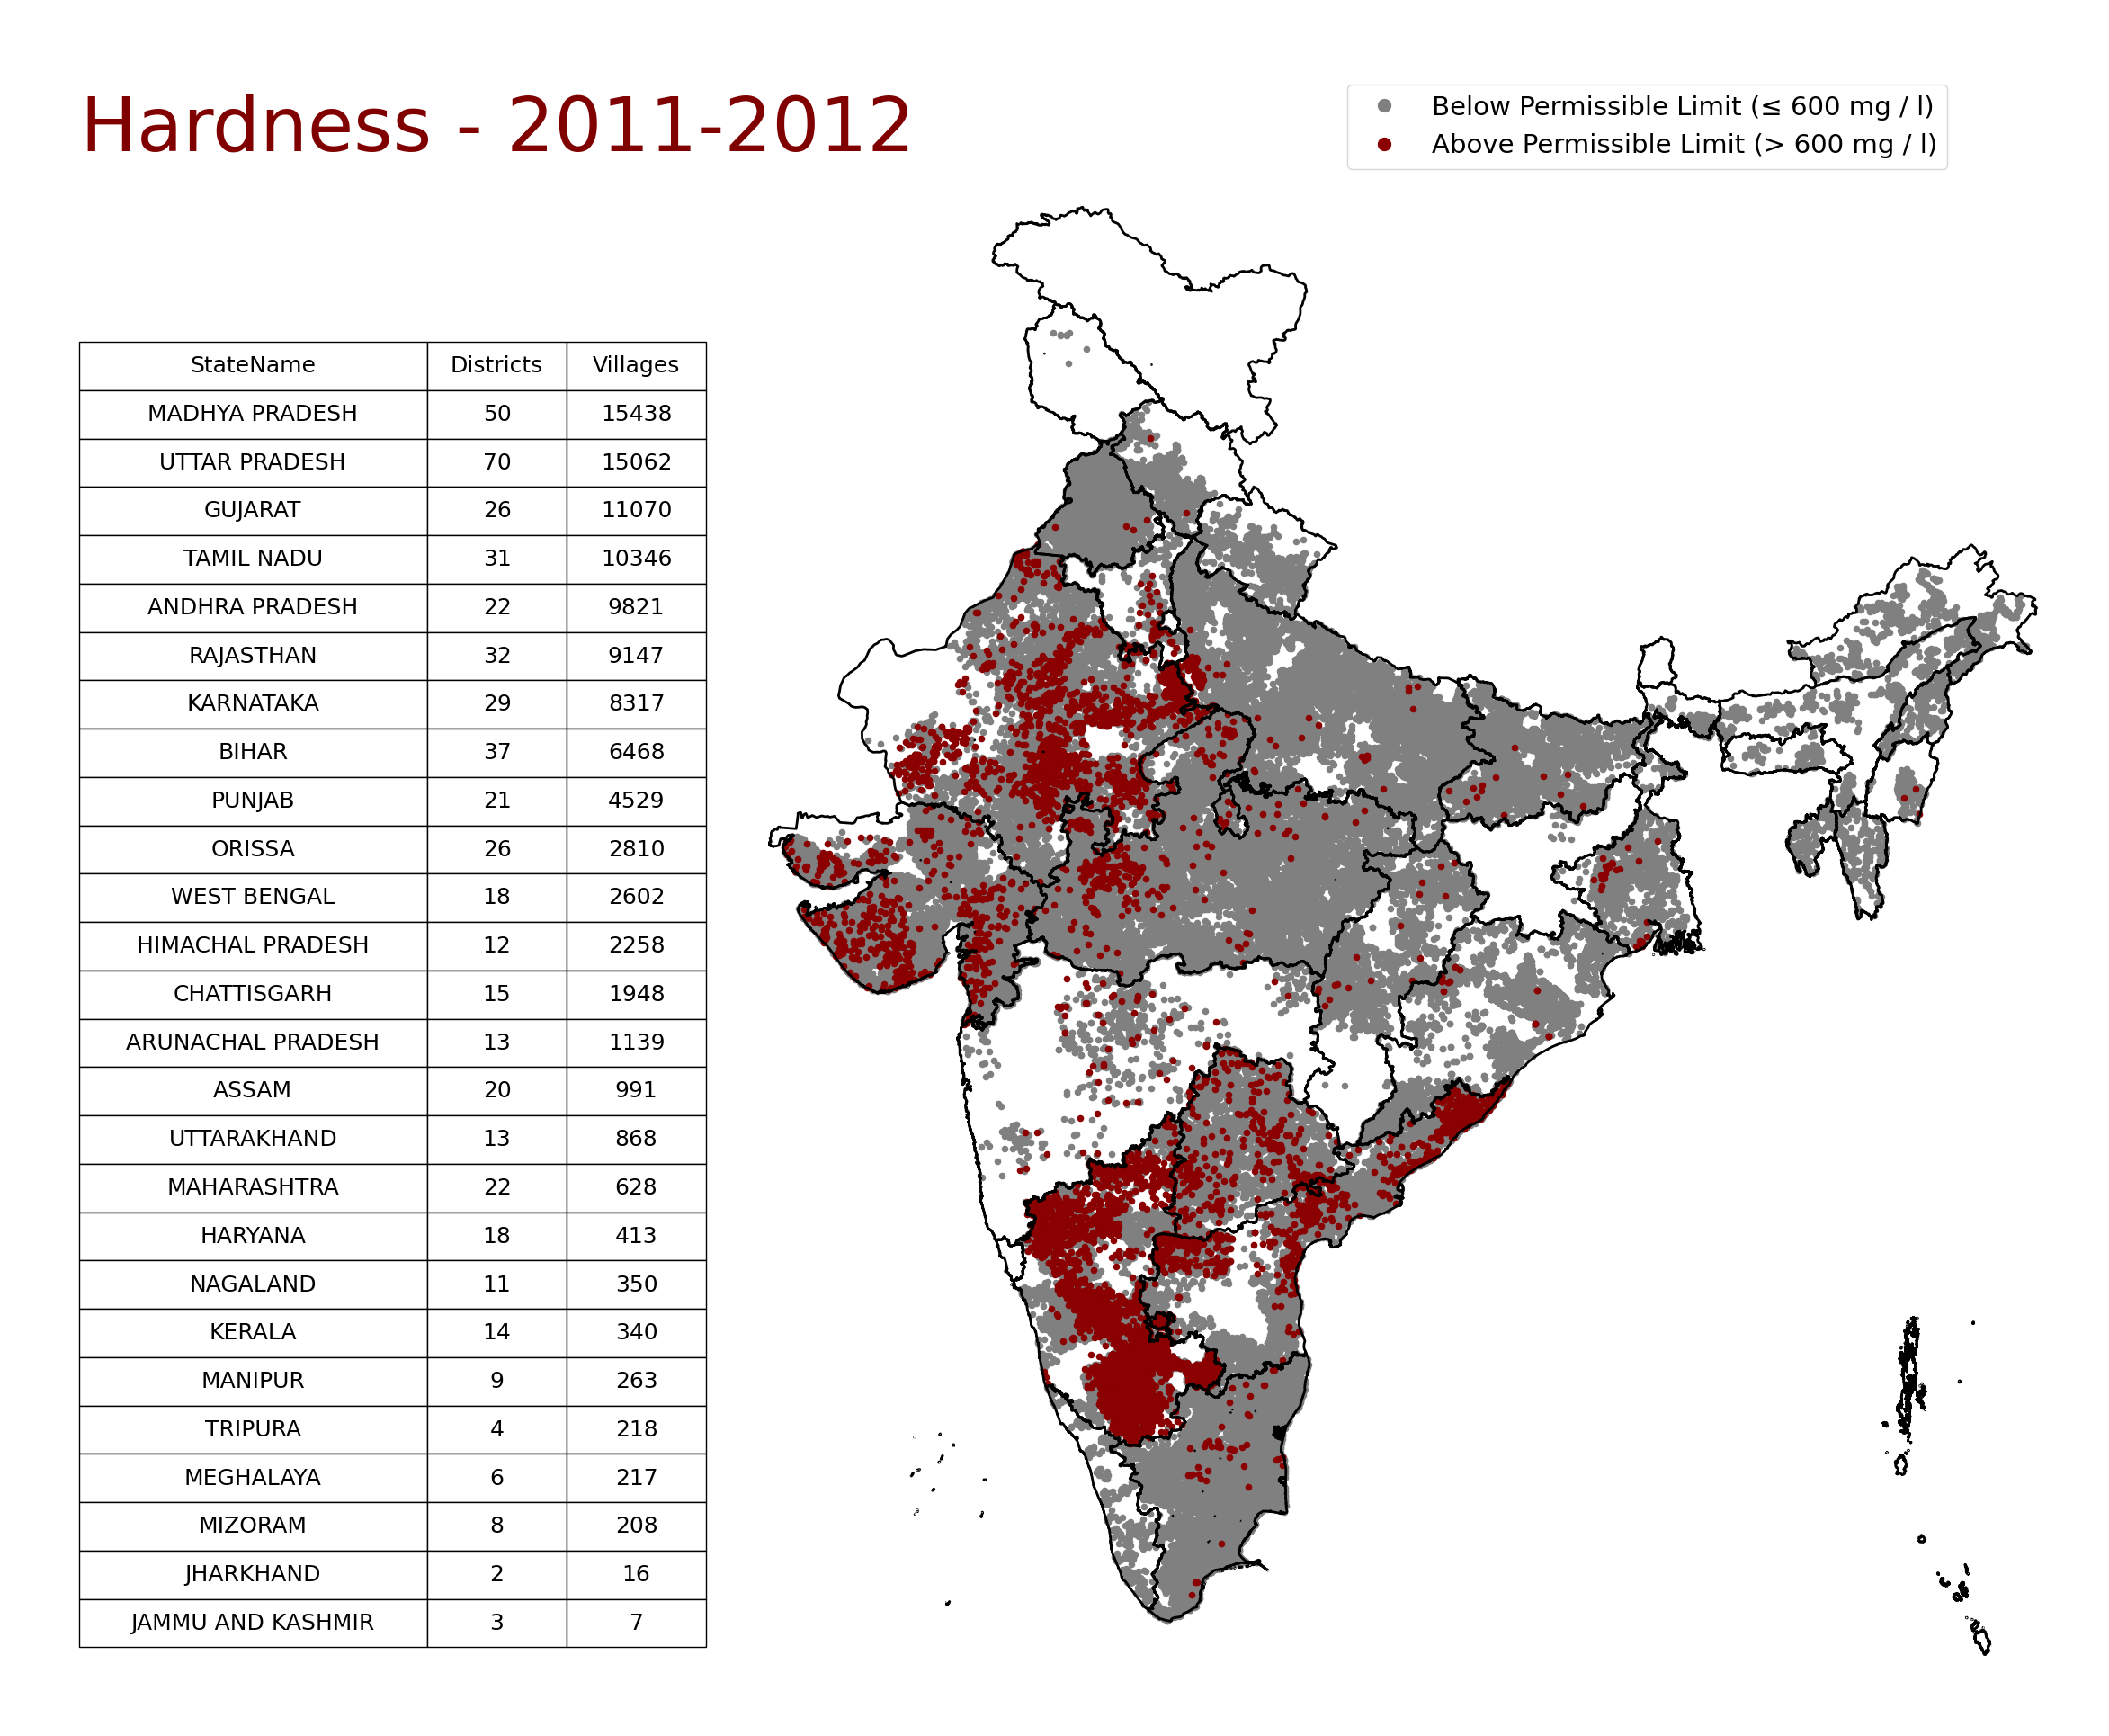 Hardness - 2011-2012
Below Permissible Limit (≤ 600 mg / l)
Above Permissible Limit (> 600 mg / l)
StateName Districts Villages
MADHYA PRADESH 50 15438
UTTAR PRADESH 70 15062
GUJARAT 26 11070
TAMIL NADU 31 10346
ANDHRA PRADESH 22 9821
RAJASTHAN 32 9147
KARNATAKA 29 8317
BIHAR 37 6468
PUNJAB 21 4529
ORISSA 26 2810
WEST BENGAL 18 2602
HIMACHAL PRADESH 12 2258
CHATTISGARH 15 1948
ARUNACHAL PRADESH 13 1139
ASSAM 20 991
UTTARAKHAND 13 868
MAHARASHTRA 22 628
HARYANA 18 413
NAGALAND 11 350
KERALA 14 340
MANIPUR 9 263
TRIPURA 4 218
MEGHALAYA 6 217
MIZORAM 8 208
JHARKHAND 2 16
JAMMU AND KASHMIR 3 7